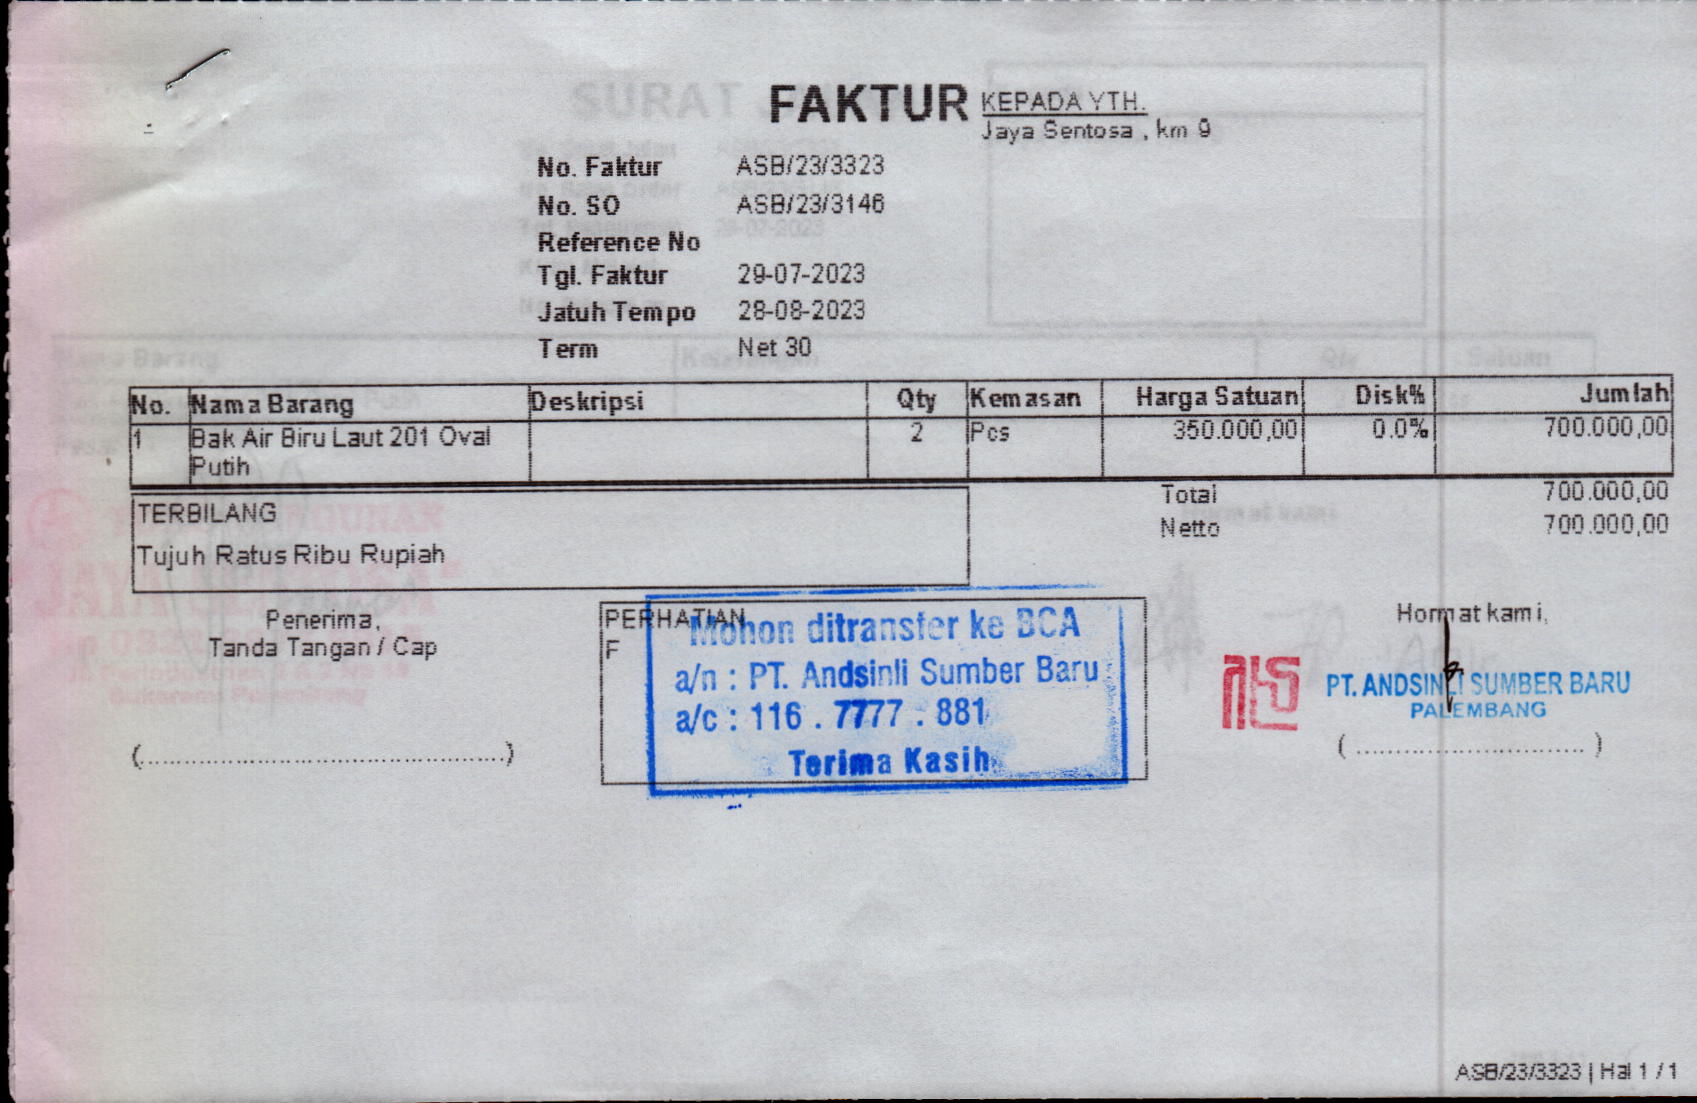 FAKTUR
KEPADA YTH.
Jaya Sentosa , km 9
No. Faktur ASB/23/3323
No. SO ASB/23/3146
Reference No
Tgl. Faktur 29-07-2023
Jatuh Tempo 28-08-2023
Term Net 30
No. Nama Barang Deskripsi Qty Kemasan Harga Satuan Disk% Jumlah
1 Bak Air Biru Laut 201 Oval 2 Pcs 350.000,00 0.0% 700.000,00
Putih
Total 700.000,00
Netto 700.000,00
TERBILANG
Tujuh Ratus Ribu Rupiah
Penerima,
Tanda Tangan / Cap
(................................................)
PERHATIAN
F
Mohon ditransfer ke BCA
a/n : PT. Andsinli Sumber Baru
a/c : 116 . 7777 . 881
Terima Kasih
Hormat kami,
PT. ANDSINLI SUMBER BARU
PALEMBANG
( ............................. )
ASB/23/3323 | Hal 1 / 1